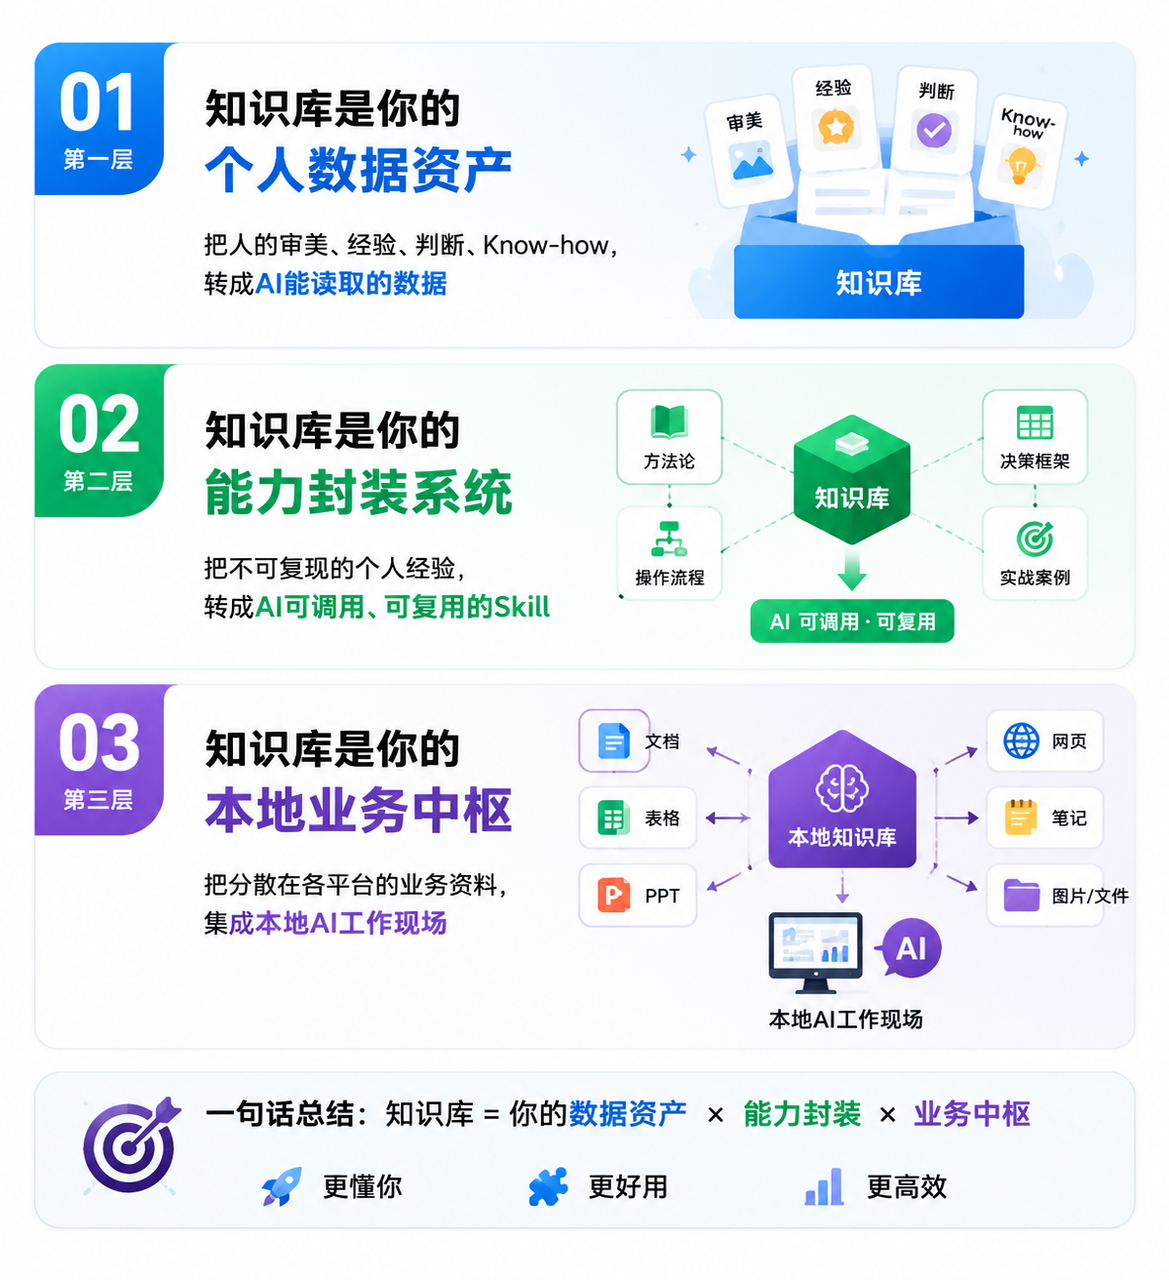 01
第一层
知识库是你的
个人数据资产
把人的审美、经验、判断、Know-how,
转成AI能读取的数据
审美
经验
判断
Know-
how
知识库
02
第二层
知识库是你的
能力封装系统
把不可复现的个人经验,
转成AI可调用、可复用的Skill
方法论
操作流程
知识库
决策框架
实战案例
AI 可调用·可复用
03
第三层
知识库是你的
本地业务中枢
把分散在各平台的业务资料,
集成本地AI工作现场
文档
表格
PPT
本地知识库
网页
笔记
图片/文件
AI
本地AI工作现场
一句话总结：知识库 = 你的数据资产 × 能力封装 × 业务中枢
更懂你
更好用
更高效